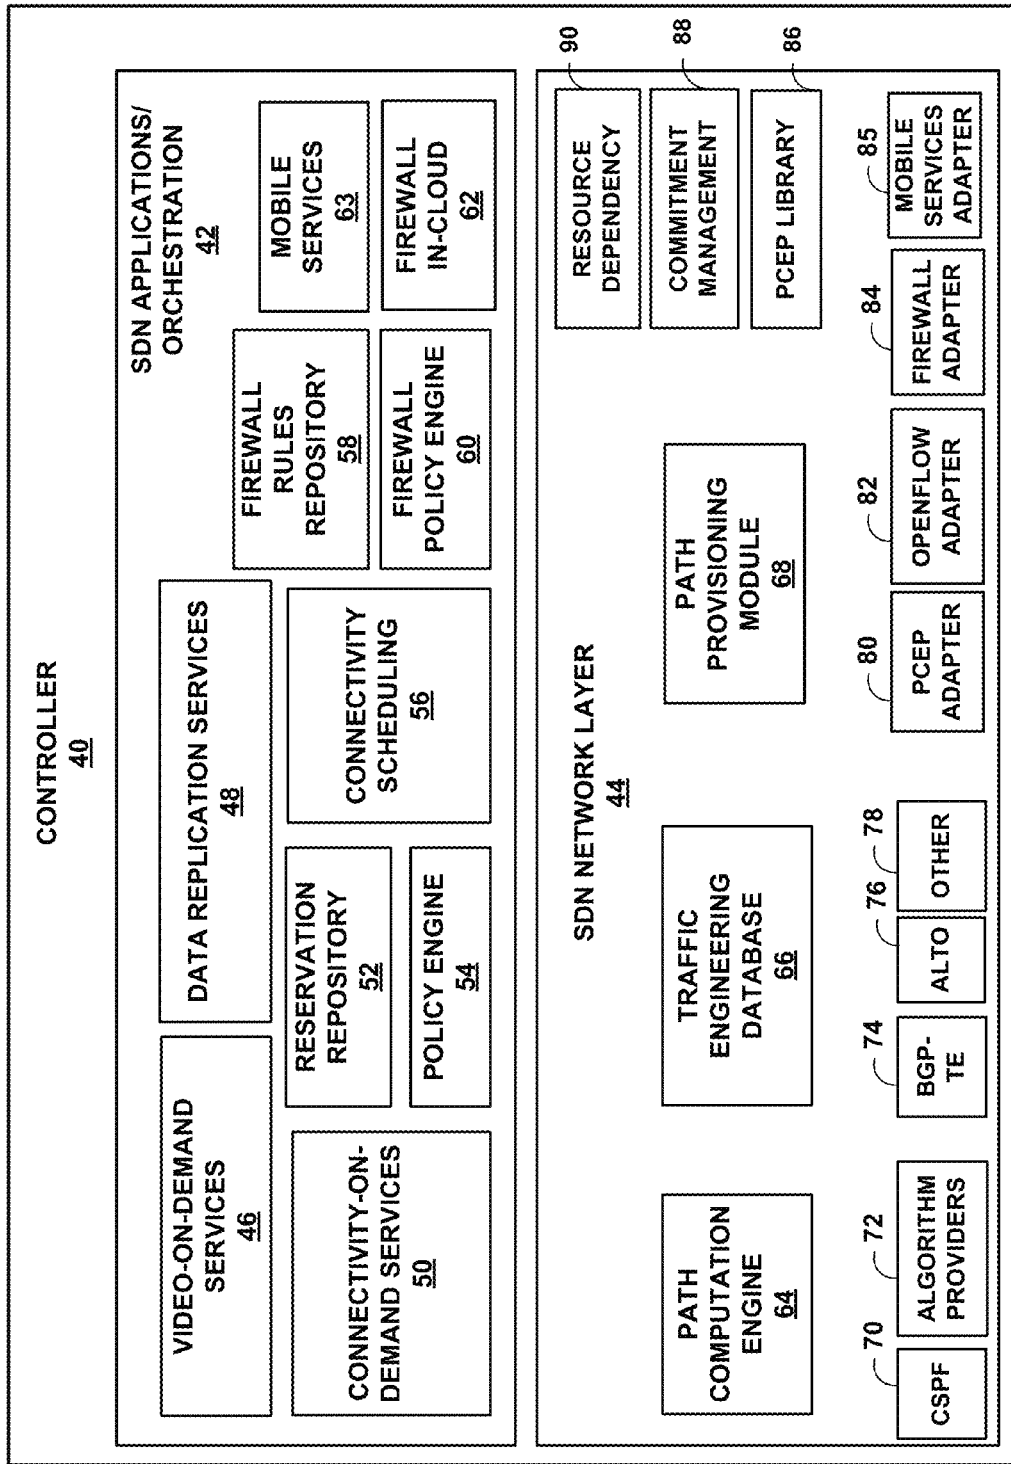 CONTROLLER
40
SDN APPLICATIONS/
ORCHESTRATION
42
VIDEO-ON-DEMAND
SERVICES
46
DATA REPLICATION SERVICES
48
CONNECTIVITY-ON-
DEMAND SERVICES
50
RESERVATION
REPOSITORY
52
POLICY ENGINE
54
CONNECTIVITY
SCHEDULING
56
FIREWALL
RULES
REPOSITORY
58
FIREWALL
POLICY ENGINE
60
MOBILE
SERVICES
63
FIREWALL
IN-CLOUD
62
SDN NETWORK LAYER
44
RESOURCE
DEPENDENCY
90
COMMITMENT
MANAGEMENT
88
PCEP LIBRARY
86
PATH
COMPUTATION
ENGINE
64
TRAFFIC
ENGINEERING
DATABASE
66
PATH
PROVISIONING
MODULE
68
70
CSPF
72
ALGORITHM
PROVIDERS
74
BGP-
TE
76
ALTO
78
OTHER
80
PCEP
ADAPTER
82
OPENFLOW
ADAPTER
84
FIREWALL
ADAPTER
85
MOBILE
SERVICES
ADAPTER